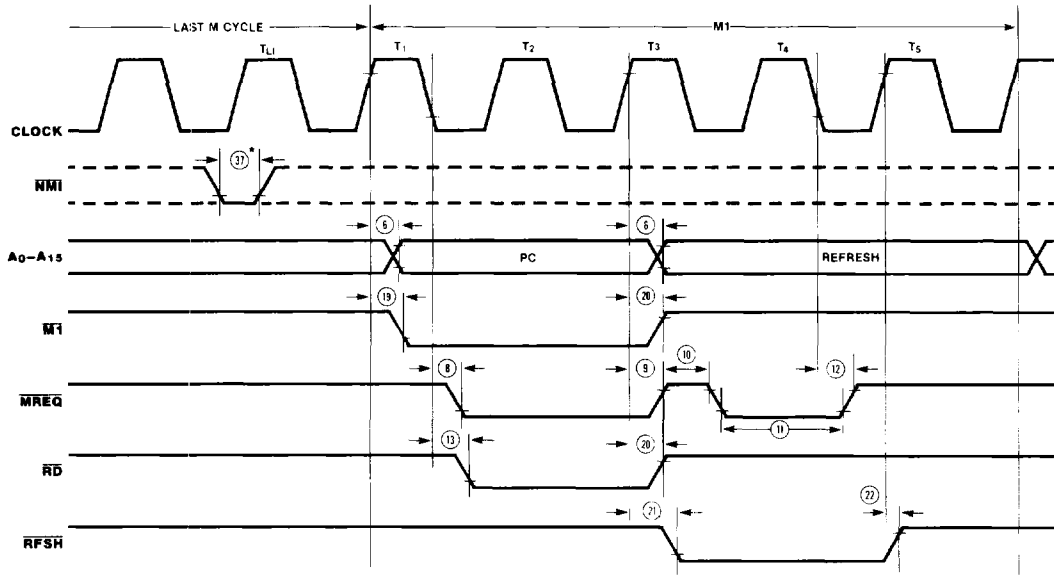 LAST M CYCLE
M1
TLI
T1
T2
T3
T4
T5
CLOCK
37*
NMI
6
6
A0–A15
PC
REFRESH
19
20
M1
8
9
10
12
MREQ
11
13
20
RD
21
22
RFSH